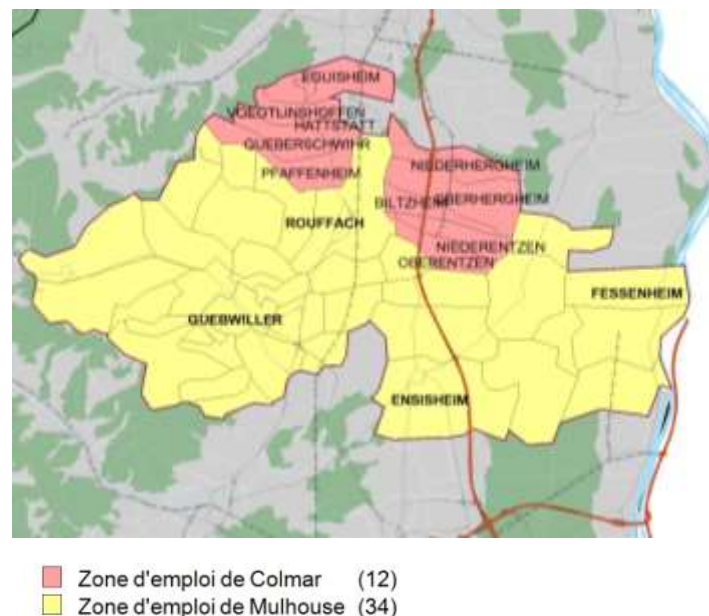 EGUISHEIM
VOEGTLINSHOFFEN
HATTSTATT
GUEBERSCHWIHR
PFAFFENHEIM
NIEDERHERGHEIM
BILTZHEIM
OBERHERGHEIM
ROUFFACH
NIEDERENTZEN
OBERENTZEN
FESSENHEIM
GUEBWILLER
ENSISHEIM
Zone d'emploi de Colmar (12)
Zone d'emploi de Mulhouse (34)